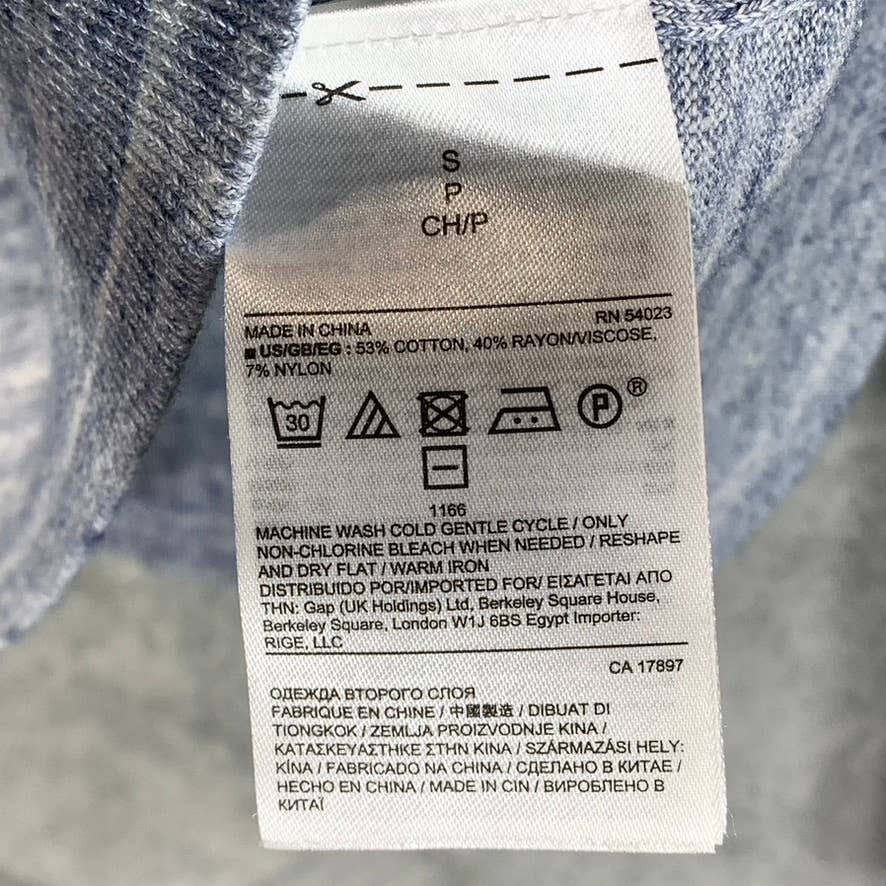 S
P
CH/P
RN 54023
MADE IN CHINA
US/GB/EG : 53% COTTON, 40% RAYON/VISCOSE,
7% NYLON
30
P®
1166
MACHINE WASH COLD GENTLE CYCLE / ONLY
NON-CHLORINE BLEACH WHEN NEEDED / RESHAPE
AND DRY FLAT / WARM IRON
DISTRIBUIDO POR/IMPORTED FOR/ ΕΙΣΑΓΕΤΑΙ ΑΠΟ
ΤΗΝ: Gap (UK Holdings) Ltd, Berkeley Square House,
Berkeley Square, London W1J 6BS Egypt Importer:
RIGE, LLC
CA 17897
ОДЕЖДА ВТОРОГО СЛОЯ
FABRIQUE EN CHINE / 中國製造 / DIBUAT DI
TIONGKOK / ZEMLJA PROIZVODNJE KINA /
ΚΑΤΑΣΚΕΥΑΣΤΗΚΕ ΣΤΗΝ ΚΙΝΑ / SZÁRMAZÁSI HELY:
KÍNA / FABRICADO NA CHINA / СДЕЛАНО В КИТАЕ /
HECHO EN CHINA / MADE IN CIN / ВИРОБЛЕНО В
КИТАЇ